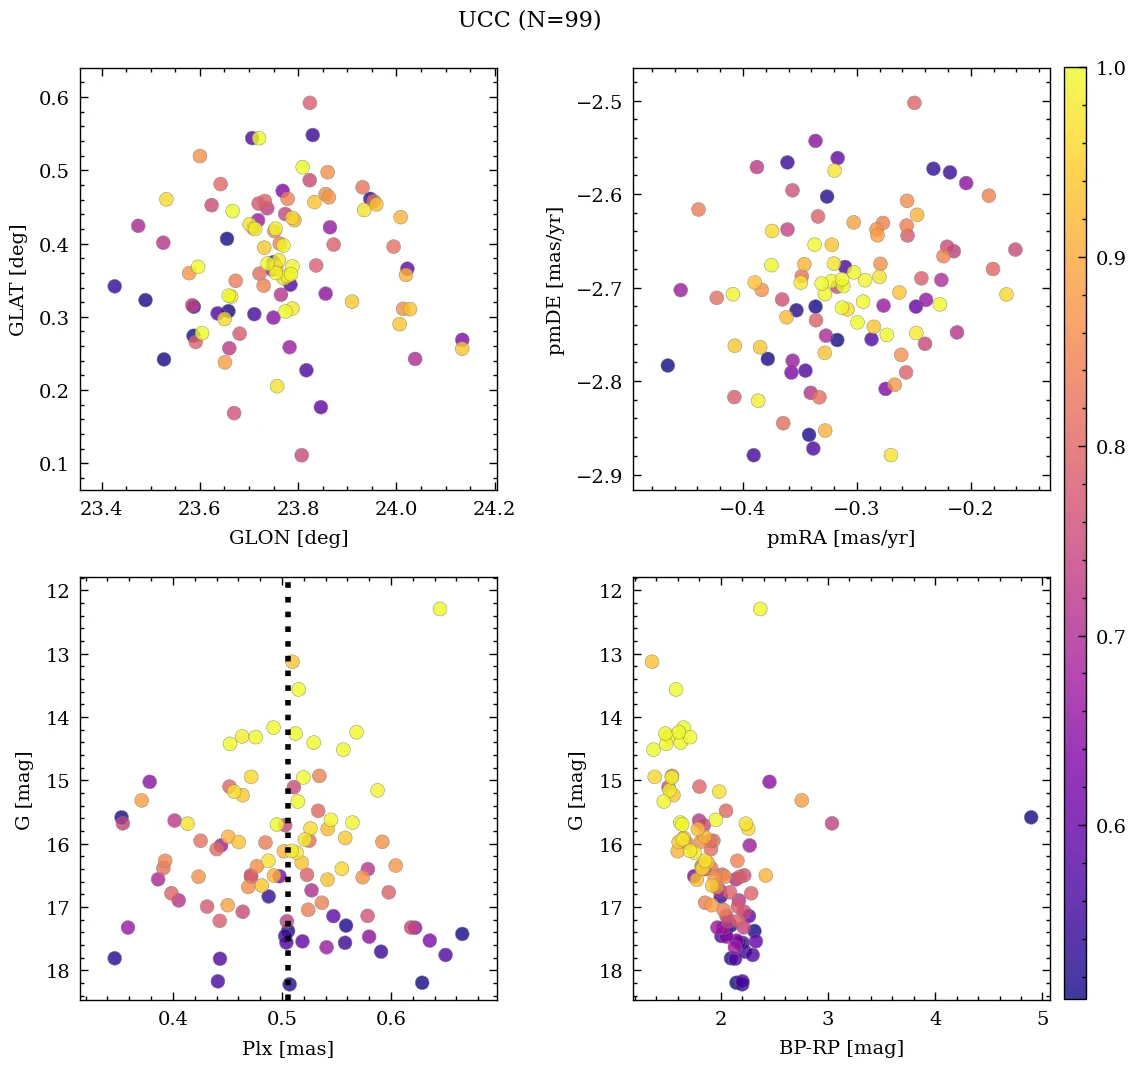 UCC (N=99)
0.6
0.5
0.4
0.3
0.2
0.1
GLAT [deg]
23.4 23.6 23.8 24.0 24.2
GLON [deg]
−2.5
−2.6
−2.7
−2.8
−2.9
pmDE [mas/yr]
−0.4 −0.3 −0.2
pmRA [mas/yr]
12
13
14
15
16
17
18
G [mag]
0.4 0.5 0.6
Plx [mas]
12
13
14
15
16
17
18
G [mag]
2 3 4 5
BP-RP [mag]
1.0
0.9
0.8
0.7
0.6